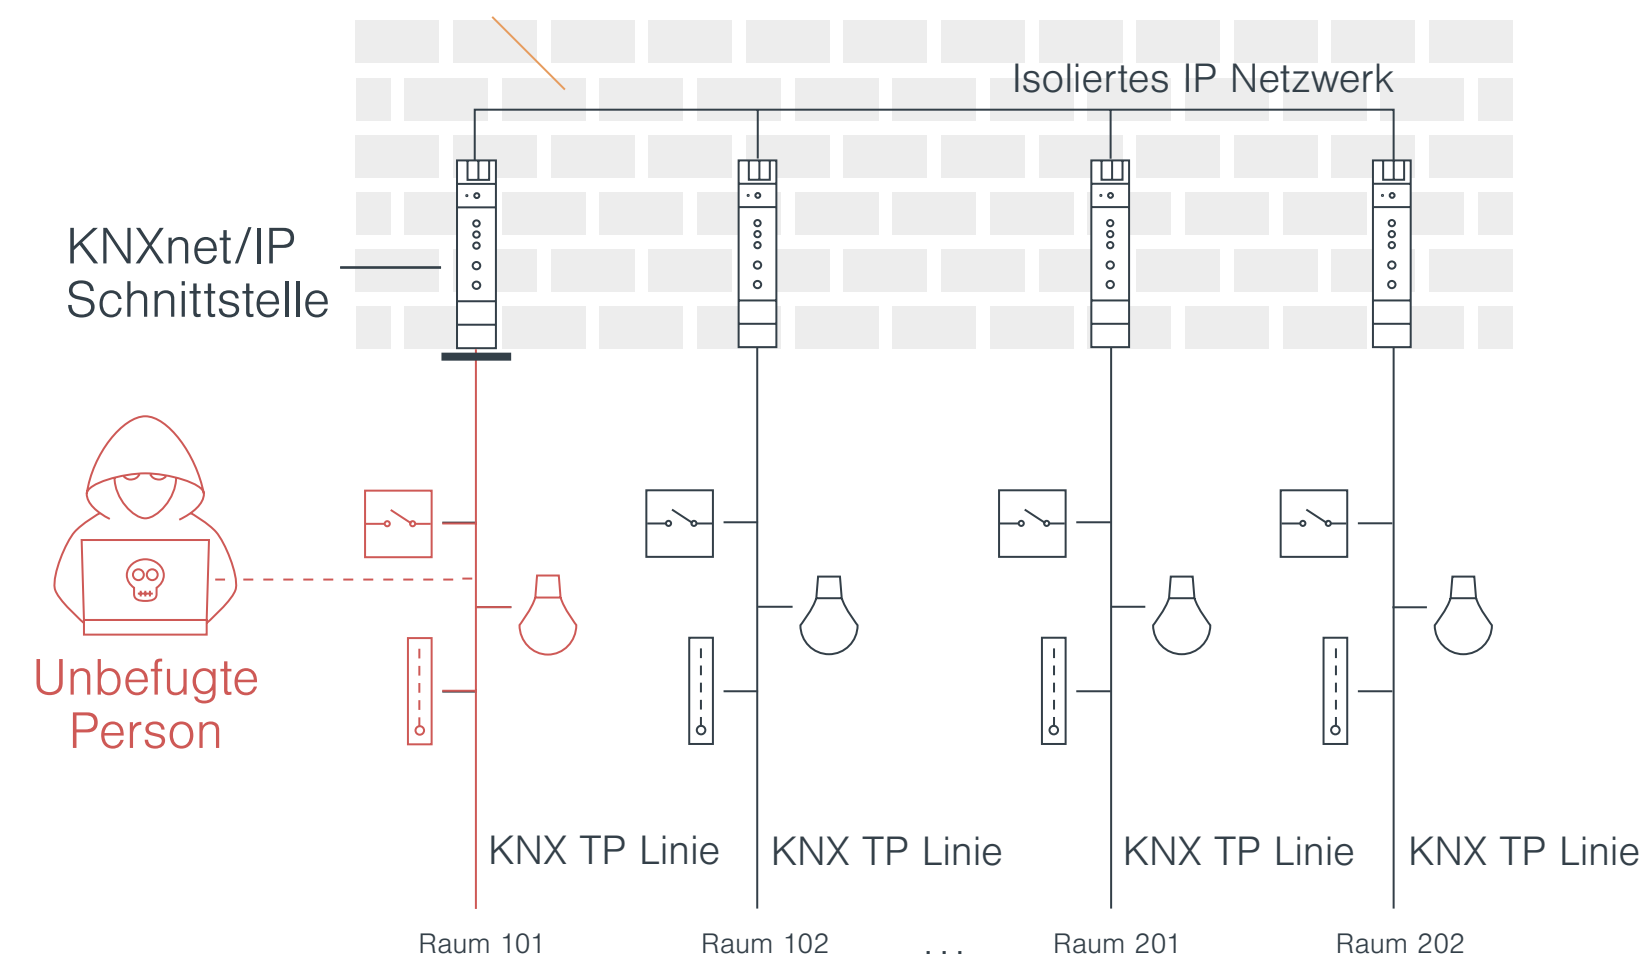 Isoliertes IP Netzwerk
KNXnet/IP
Schnittstelle
Unbefugte
Person
KNX TP Linie
KNX TP Linie
KNX TP Linie
KNX TP Linie
Raum 101
Raum 102
...
Raum 201
Raum 202